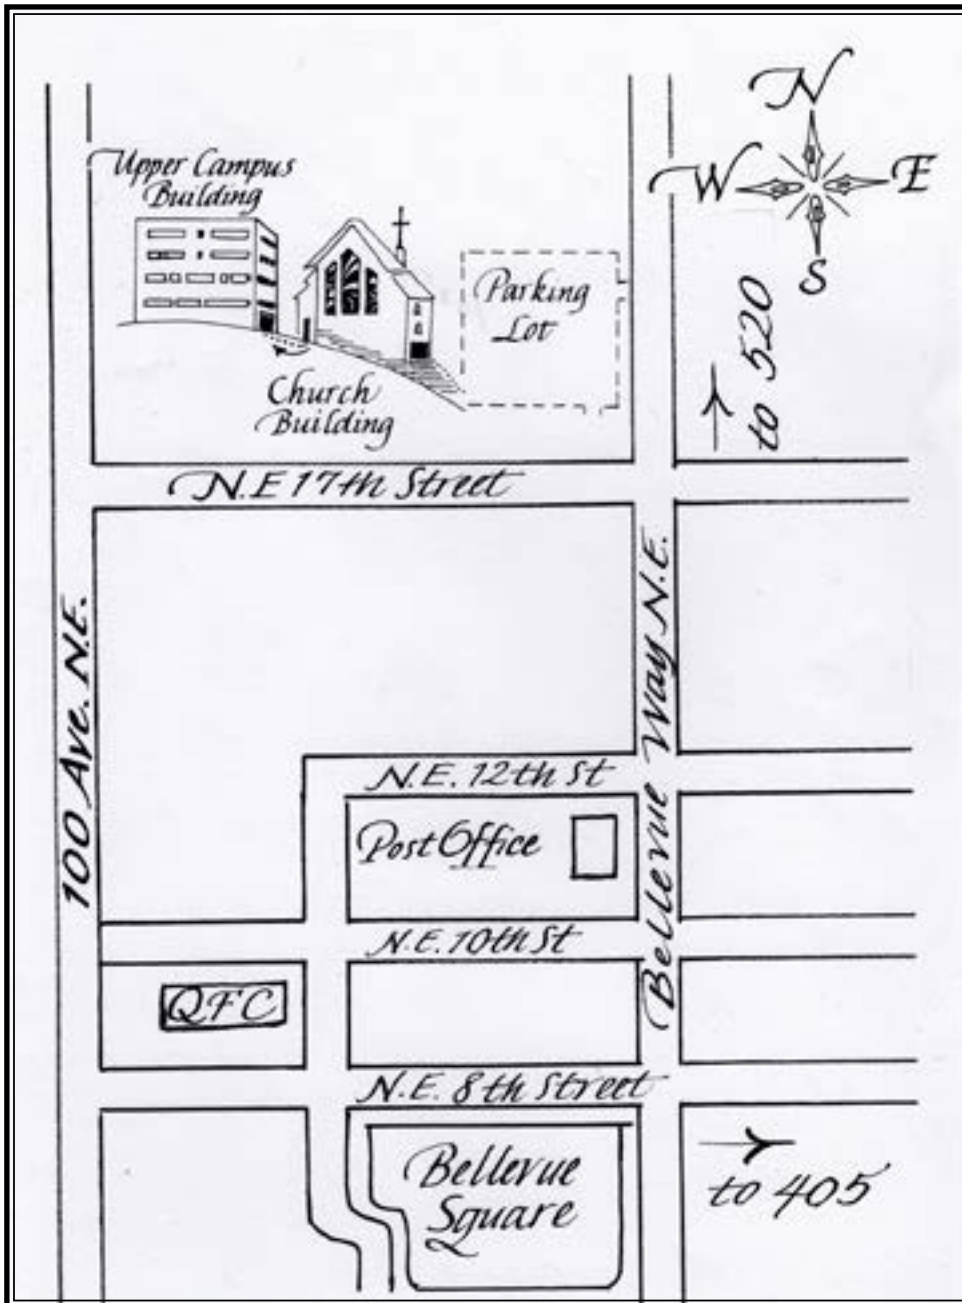 N
W E
S
Upper Campus
Building
Parking
Lot
Church
Building
to 520
N.E 17th Street
100 Ave. N.E.
Bellevue Way N.E.
N.E. 12th St
Post Office
N.E. 10th St
QFC
N.E. 8th Street
Bellevue
Square
to 405